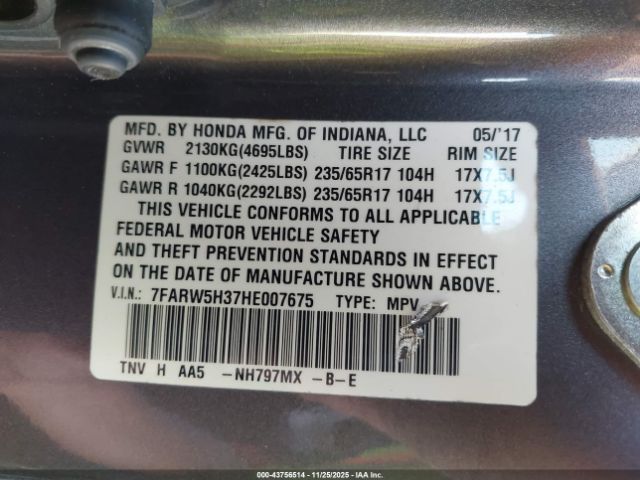 MFD. BY HONDA MFG. OF INDIANA, LLC 05/'17
GVWR 2130KG(4695LBS) TIRE SIZE RIM SIZE
GAWR F 1100KG(2425LBS) 235/65R17 104H 17X7.5J
GAWR R 1040KG(2292LBS) 235/65R17 104H 17X7.5J
THIS VEHICLE CONFORMS TO ALL APPLICABLE
FEDERAL MOTOR VEHICLE SAFETY
AND THEFT PREVENTION STANDARDS IN EFFECT
ON THE DATE OF MANUFACTURE SHOWN ABOVE.
V.I.N.: 7FARW5H37HE007675 TYPE: MPV
TNV H AA5 -NH797MX -B-E
000-43756514 - 11/25/2025 - IAAI.COM